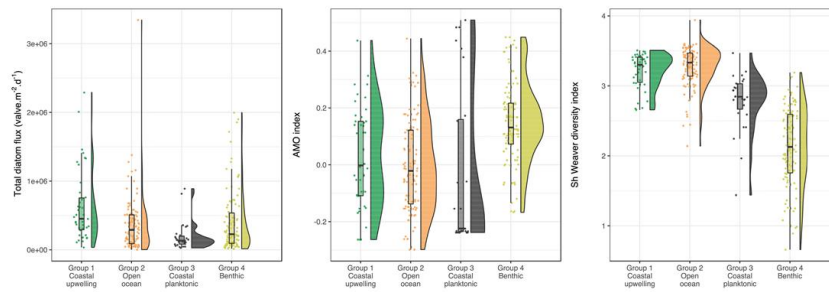 Total diatom flux (valve.m⁻².d⁻¹)
3e+06
2e+06
1e+06
0e+00
Group 1 Coastal upwelling
Group 2 Open ocean
Group 3 Coastal planktonic
Group 4 Benthic
AMO index
0.4
0.2
0.0
-0.2
Group 1 Coastal upwelling
Group 2 Open ocean
Group 3 Coastal planktonic
Group 4 Benthic
Sh Weaver diversity index
4
3
2
1
Group 1 Coastal upwelling
Group 2 Open ocean
Group 3 Coastal planktonic
Group 4 Benthic